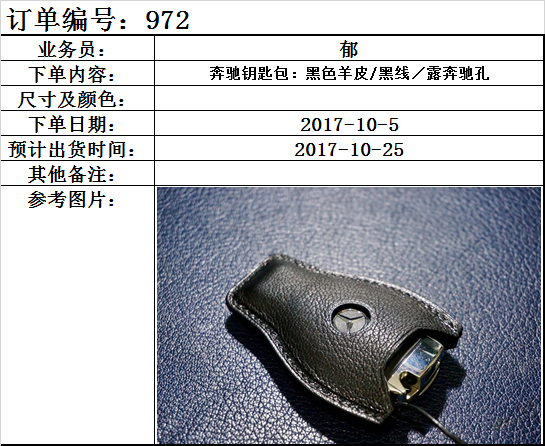 订单编号：972
业务员： 郁
下单内容： 奔驰钥匙包：黑色羊皮/黑线／露奔驰孔
尺寸及颜色：
下单日期： 2017-10-5
预计出货时间： 2017-10-25
其他备注：
参考图片：